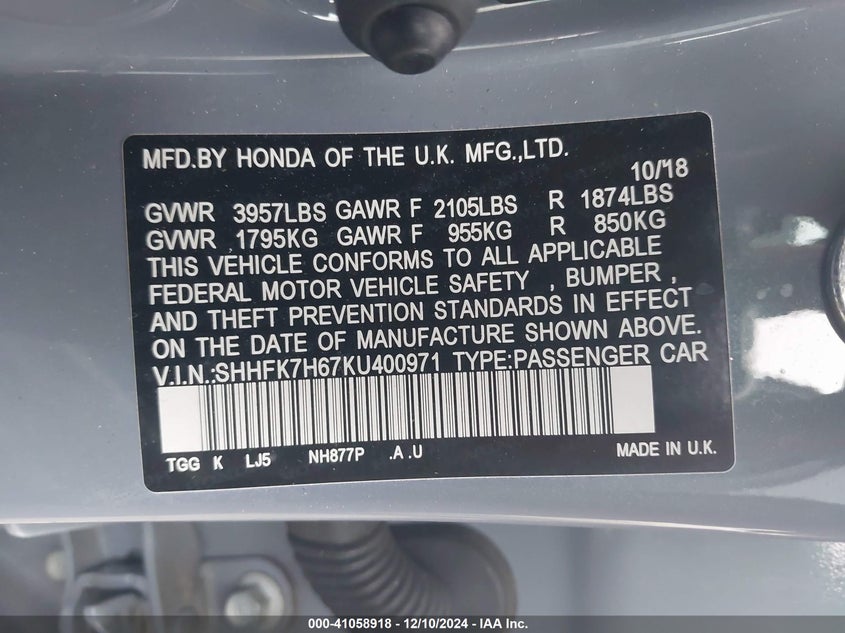 MFD.BY HONDA OF THE U.K. MFG.,LTD.
10/'18
GVWR 3957LBS GAWR F 2105LBS R 1874LBS
GVWR 1795KG GAWR F 955KG R 850KG
THIS VEHICLE CONFORMS TO ALL APPLICABLE
FEDERAL MOTOR VEHICLE SAFETY , BUMPER ,
AND THEFT PREVENTION STANDARDS IN EFFECT
ON THE DATE OF MANUFACTURE SHOWN ABOVE.
V.I.N.:SHHFK7H67KU400971 TYPE:PASSENGER CAR
TGG K LJ5 NH877P .A .U MADE IN U.K.
000-41058918 - 12/10/2024 - IAA Inc.